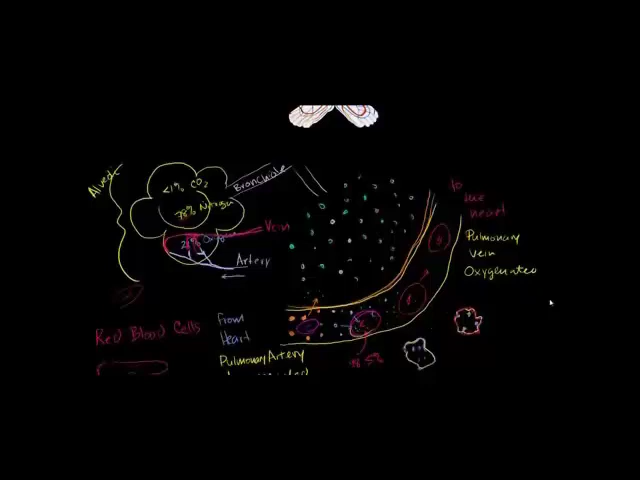 Alveoli
<1% CO2
78% Nitrogen
21% Oxygen
Bronchiole
Vein
Artery
Red Blood Cells
from
Heart
Pulmonary Artery
to
the
heart
Pulmonary
vein
Oxygenated